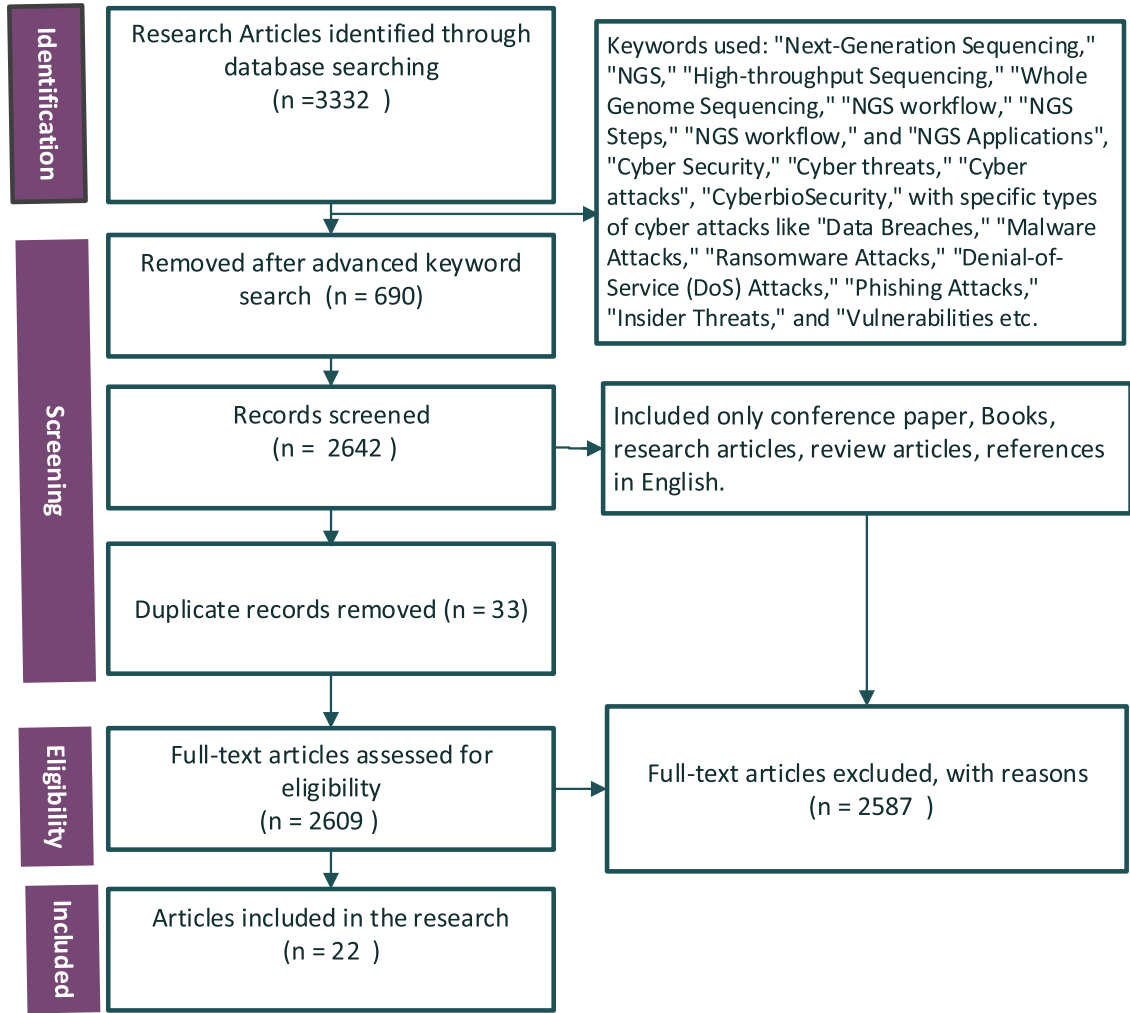 Identification
Research Articles identified through
database searching
(n =3332  )
Keywords used: "Next-Generation Sequencing,"
"NGS," "High-throughput Sequencing," "Whole
Genome Sequencing," "NGS workflow," "NGS
Steps," "NGS workflow," and "NGS Applications",
"Cyber Security," "Cyber threats," "Cyber
attacks", "CyberbioSecurity," with specific types
of cyber attacks like "Data Breaches," "Malware
Attacks," "Ransomware Attacks," "Denial-of-
Service (DoS) Attacks," "Phishing Attacks,"
"Insider Threats," and "Vulnerabilities etc.
Screening
Removed after advanced keyword
search  (n = 690)
Records screened
(n =  2642 )
Included only conference paper, Books,
research articles, review articles, references
in English.
Duplicate records removed (n = 33)
Eligibility
Full-text articles assessed for
eligibility
(n = 2609 )
Full-text articles excluded, with reasons
(n = 2587  )
Included
Articles included in the research
(n = 22  )